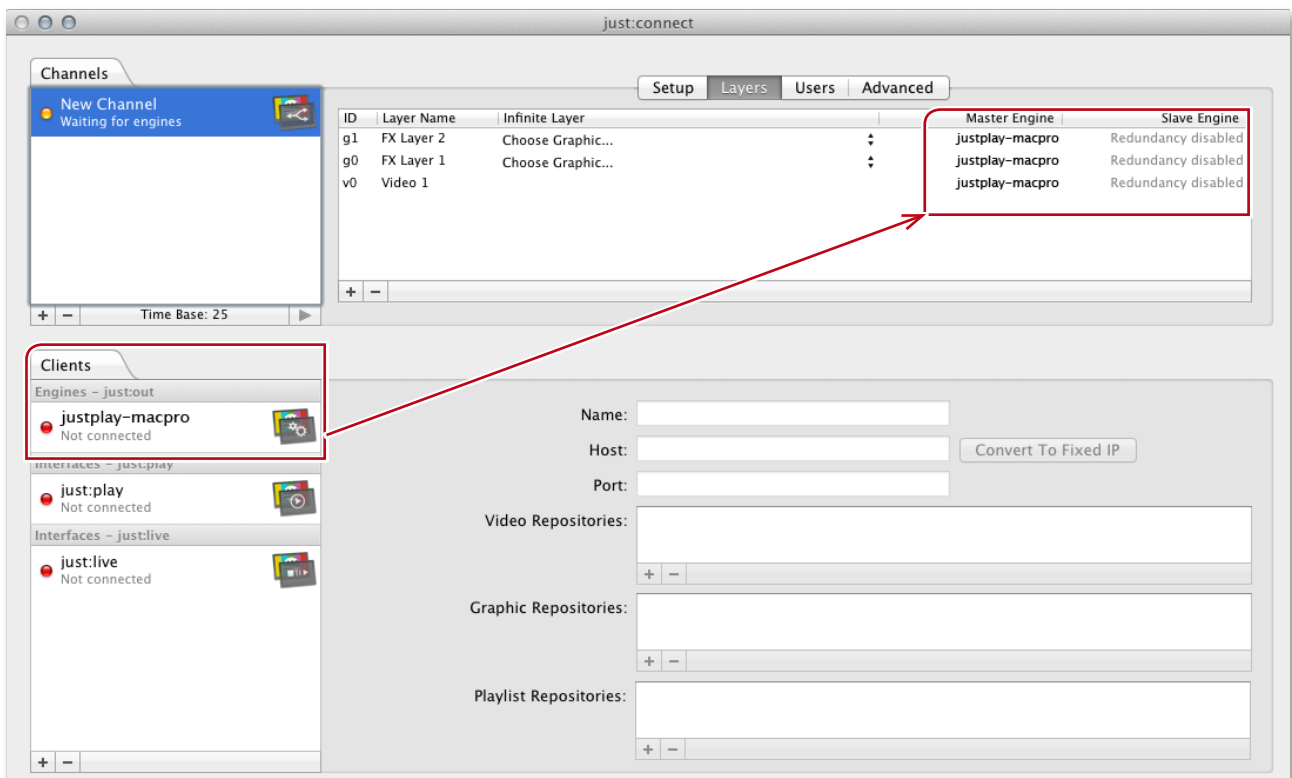 just:connect
Channels
New Channel
Waiting for engines
Time Base: 25
Setup Layers Users Advanced
ID Layer Name Infinite Layer Master Engine Slave Engine
g1 FX Layer 2 Choose Graphic... justplay-macpro Redundancy disabled
g0 FX Layer 1 Choose Graphic... justplay-macpro Redundancy disabled
v0 Video 1 justplay-macpro Redundancy disabled
Clients
Engines - just:out
justplay-macpro
Not connected
Interfaces - just:play
just:play
Not connected
Interfaces - just:live
just:live
Not connected
Name:
Host: Convert To Fixed IP
Port:
Video Repositories:
Graphic Repositories:
Playlist Repositories: